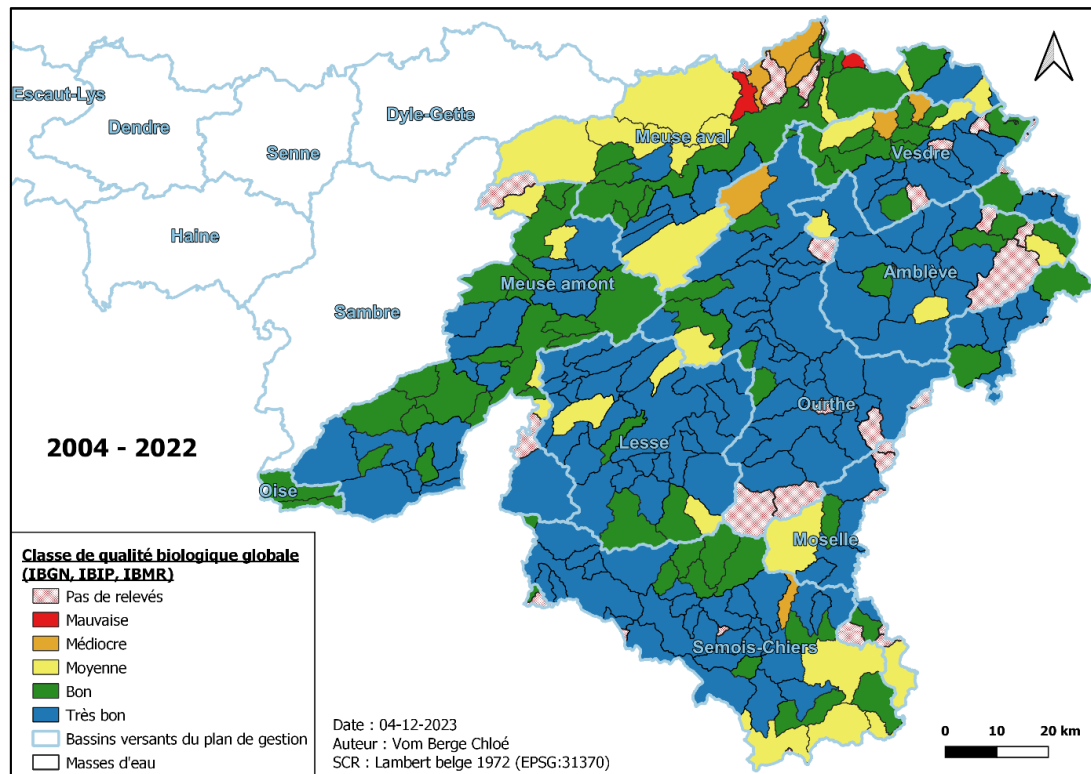 Escaut-Lys
Dendre
Dyle-Gette
Senne
Meuse aval
Vesdre
Haine
Amblève
Meuse amont
Sambre
Ourthe
Lesse
2004 - 2022
Oise
Moselle
Semois-Chiers
Classe de qualité biologique globale
(IBGN, IBIP, IBMR)
Pas de relevés
Mauvaise
Médiocre
Moyenne
Bon
Très bon
Bassins versants du plan de gestion
Masses d'eau
Date : 04-12-2023
Auteur : Vom Berge Chloé
SCR : Lambert belge 1972 (EPSG:31370)
0 10 20 km